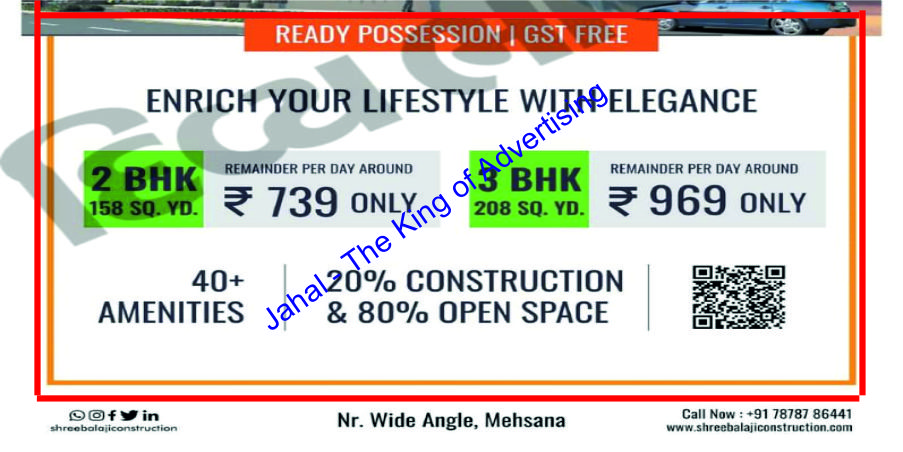 READY POSSESSION | GST FREE
ENRICH YOUR LIFESTYLE WITH ELEGANCE
2 BHK
158 SQ. YD.
REMAINDER PER DAY AROUND
₹ 739 ONLY
3 BHK
208 SQ. YD.
REMAINDER PER DAY AROUND
₹ 969 ONLY
40+
AMENITIES
20% CONSTRUCTION
& 80% OPEN SPACE
Jahal - The King of Advertising
shreebalajiconstruction
Nr. Wide Angle, Mehsana
Call Now : +91 78787 86441
www.shreebalajiconstruction.com